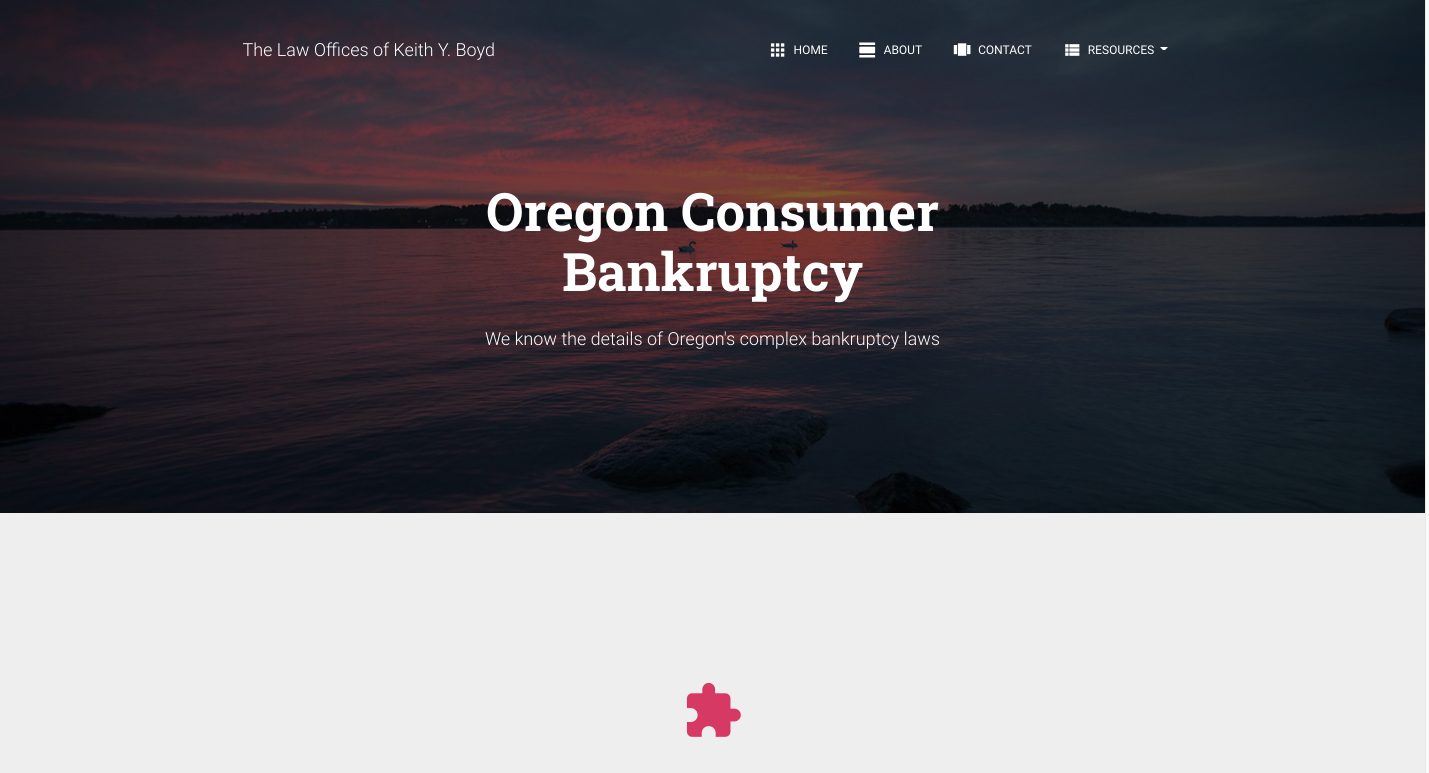 The Law Offices of Keith Y. Boyd
HOME
ABOUT
CONTACT
RESOURCES
Oregon Consumer
Bankruptcy
We know the details of Oregon's complex bankruptcy laws